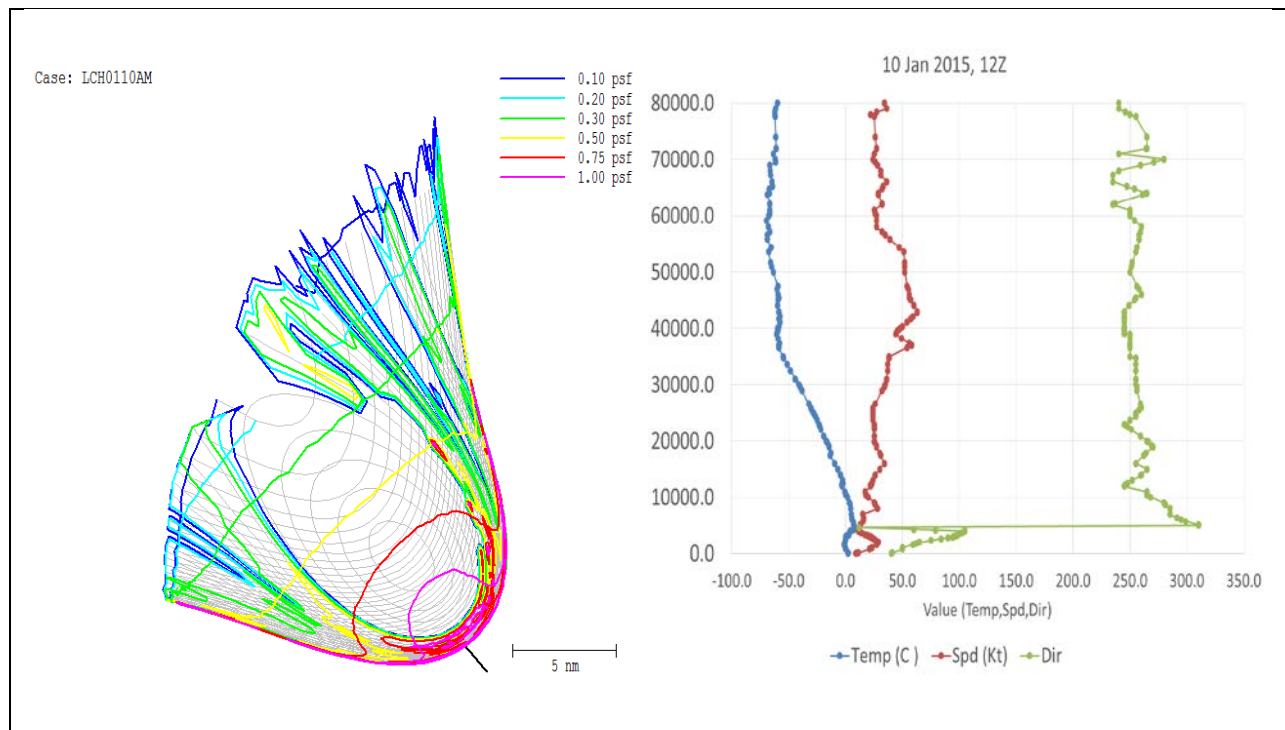 Case: LCH0110AM
0.10 psf
0.20 psf
0.30 psf
0.50 psf
0.75 psf
1.00 psf
5 nm
10 Jan 2015, 12Z
80000.0
70000.0
60000.0
50000.0
40000.0
30000.0
20000.0
10000.0
0.0
-100.0 -50.0 0.0 50.0 100.0 150.0 200.0 250.0 300.0 350.0
Value (Temp,Spd,Dir)
Temp (C ) Spd (Kt) Dir